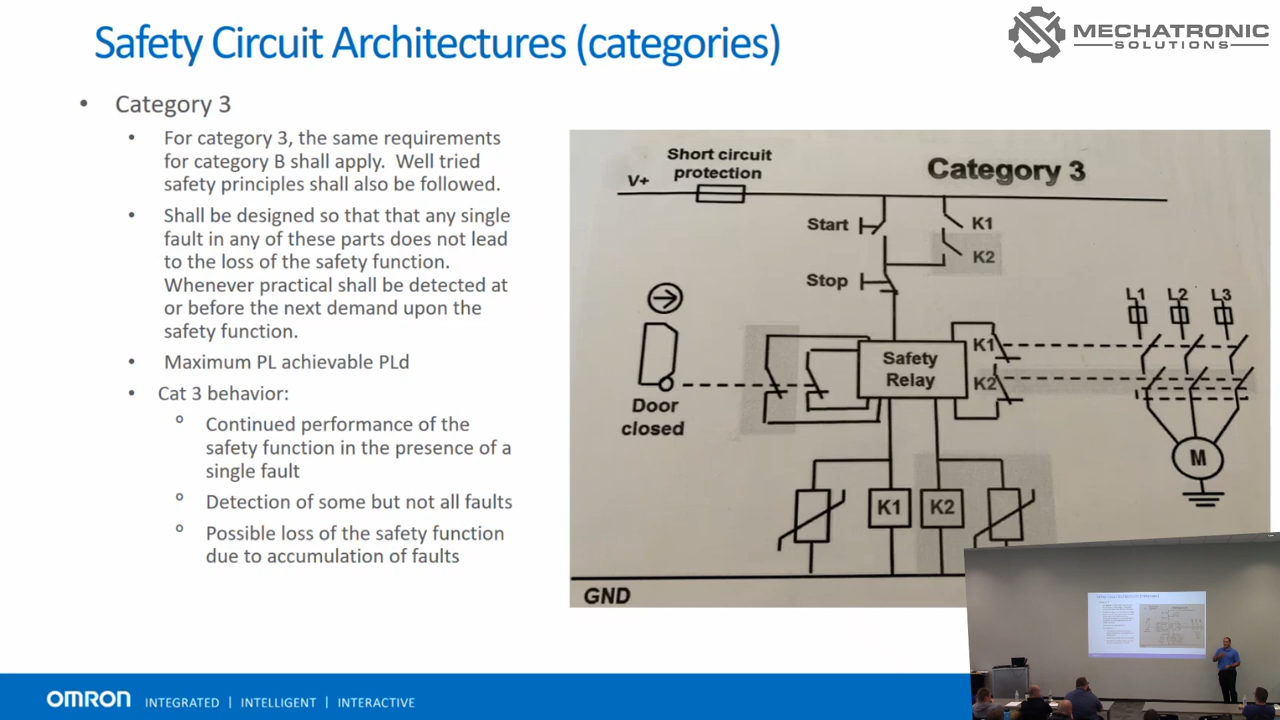 Safety Circuit Architectures (categories)
MECHATRONIC
SOLUTIONS
• Category 3
• For category 3, the same requirements
for category B shall apply. Well tried
safety principles shall also be followed.
• Shall be designed so that that any single
fault in any of these parts does not lead
to the loss of the safety function.
Whenever practical shall be detected at
or before the next demand upon the
safety function.
• Maximum PL achievable PLd
• Cat 3 behavior:
º Continued performance of the
safety function in the presence of a
single fault
º Detection of some but not all faults
º Possible loss of the safety function
due to accumulation of faults
Short circuit
protection
V+
Category 3
Start
K1
K2
Stop
L1 L2 L3
Safety
Relay
K1
K2
Door
closed
M
K1
K2
GND
OMRON
INTEGRATED | INTELLIGENT | INTERACTIVE